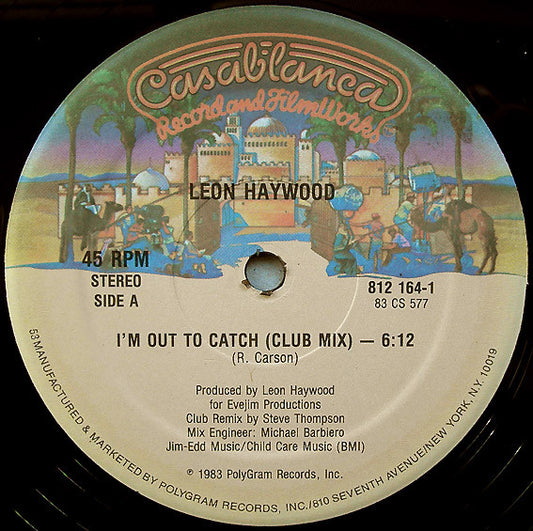 Casablanca
Record and FilmWorks
LEON HAYWOOD
45 RPM
STEREO
SIDE A
812 164-1
83 CS 577
I'M OUT TO CATCH (CLUB MIX) — 6:12
(R. Carson)
Produced by Leon Haywood
for Evejim Productions
Club Remix by Steve Thompson
Mix Engineer: Michael Barbiero
Jim-Edd Music/Child Care Music (BMI)
℗ 1983 PolyGram Records, Inc.
53 MANUFACTURED & MARKETED BY POLYGRAM RECORDS, INC./810 SEVENTH AVENUE/NEW YORK, N.Y. 10019